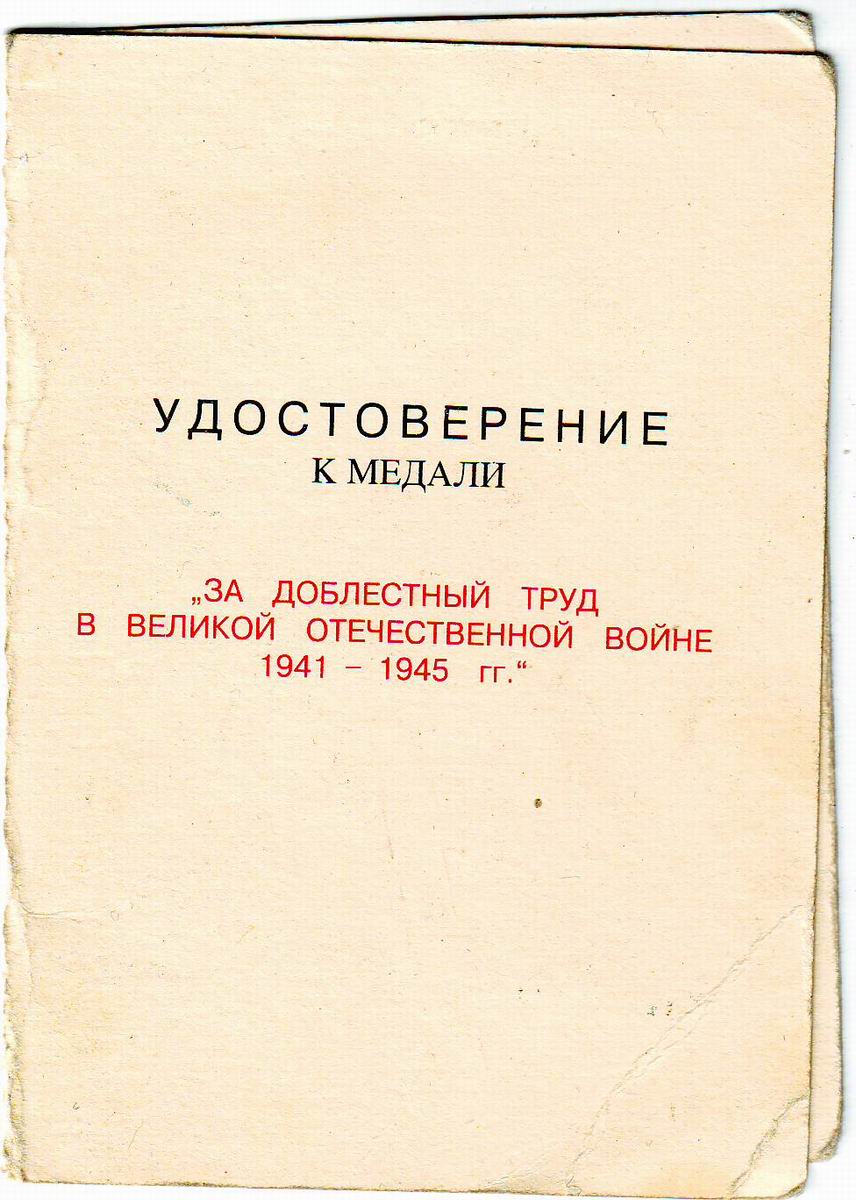 УДОСТОВЕРЕНИЕ
К МЕДАЛИ
„ЗА ДОБЛЕСТНЫЙ ТРУД
В ВЕЛИКОЙ ОТЕЧЕСТВЕННОЙ ВОЙНЕ
1941 – 1945 гг.“